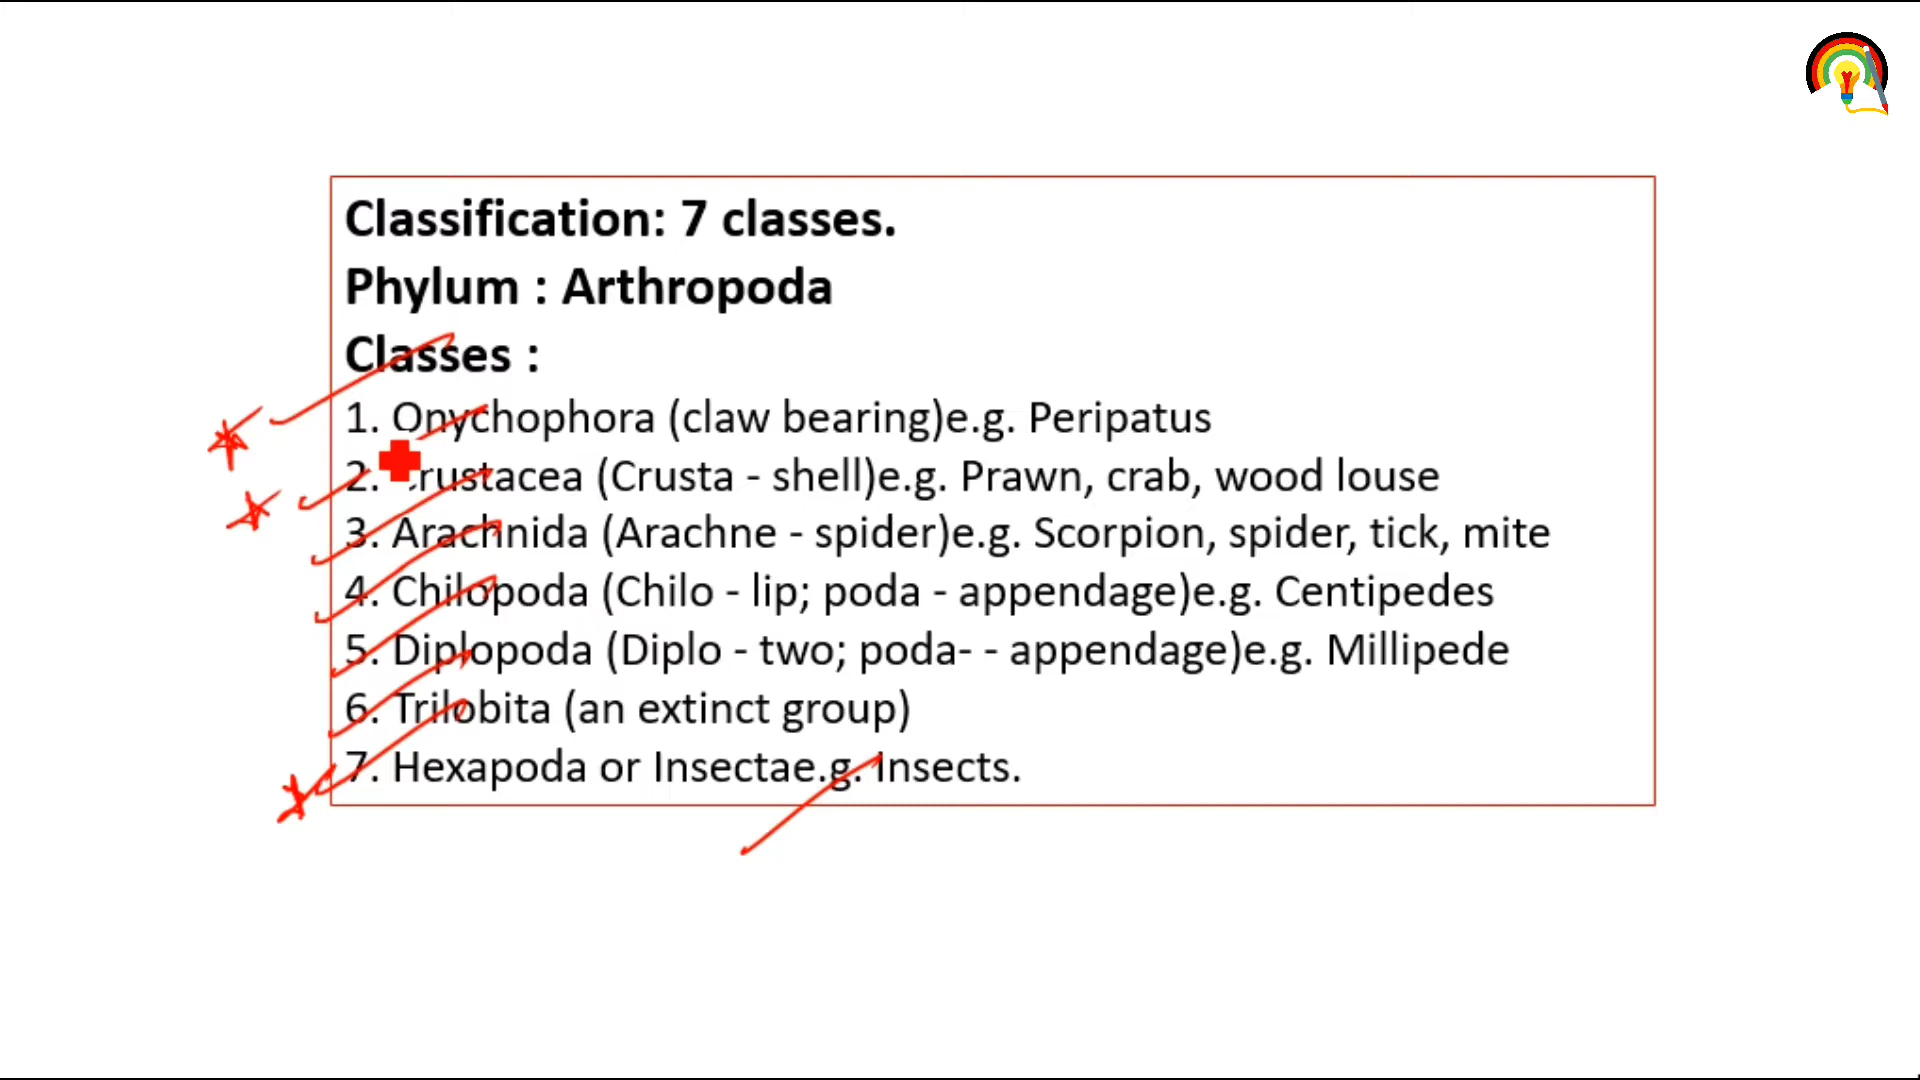 Classification: 7 classes.
Phylum : Arthropoda
Classes :
1. Onychophora (claw bearing)e.g. Peripatus
2. Crustacea (Crusta - shell)e.g. Prawn, crab, wood louse
3. Arachnida (Arachne - spider)e.g. Scorpion, spider, tick, mite
4. Chilopoda (Chilo - lip; poda - appendage)e.g. Centipedes
5. Diplopoda (Diplo - two; poda- - appendage)e.g. Millipede
6. Trilobita (an extinct group)
7. Hexapoda or Insectae.g. Insects.